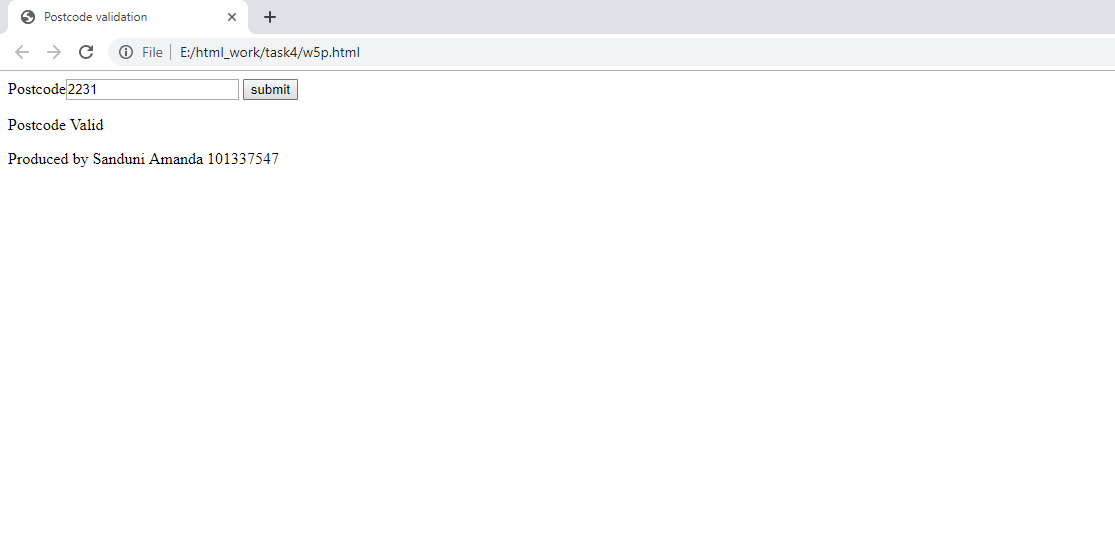 Postcode validation
File E:/html_work/task4/w5p.html
Postcode 2231 submit
Postcode Valid
Produced by Sanduni Amanda 101337547